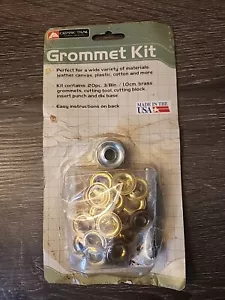 Grommet Kit
Perfect for a wide variety of materials:
leather canvas, plastic, cotton and more
Kit contains: 20pc. 3/8in. / 1.0cm. brass
grommets, cutting tool, cutting block,
insert punch and die base
Easy instructions on back
MADE IN THE
USA